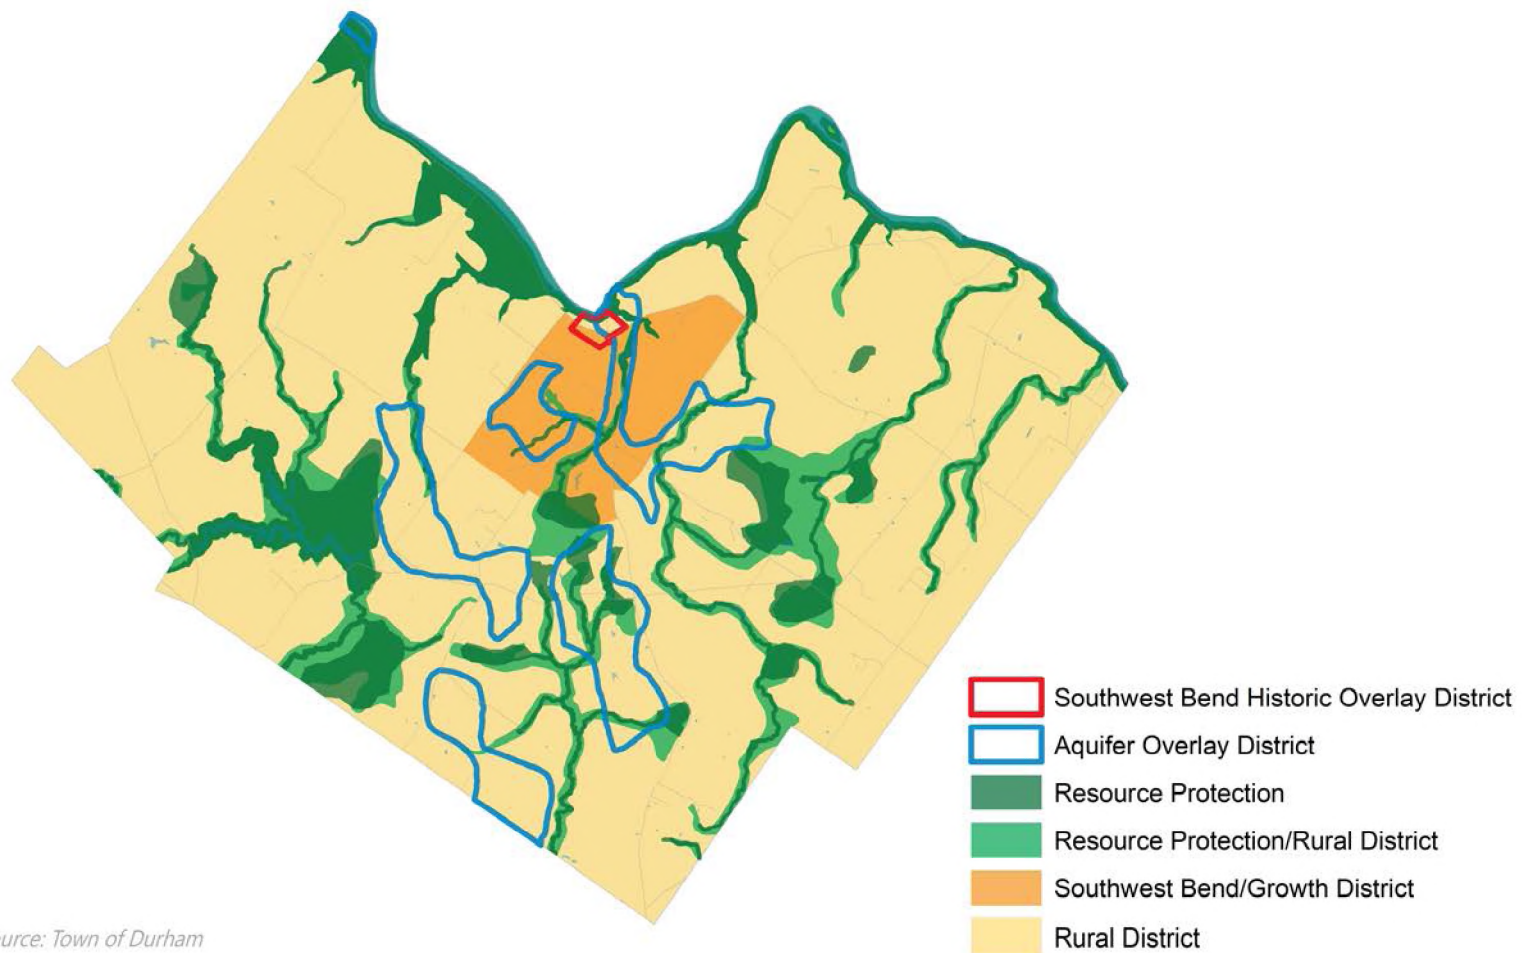 Southwest Bend Historic Overlay District
Aquifer Overlay District
Resource Protection
Resource Protection/Rural District
Southwest Bend/Growth District
Rural District
urce: Town of Durham